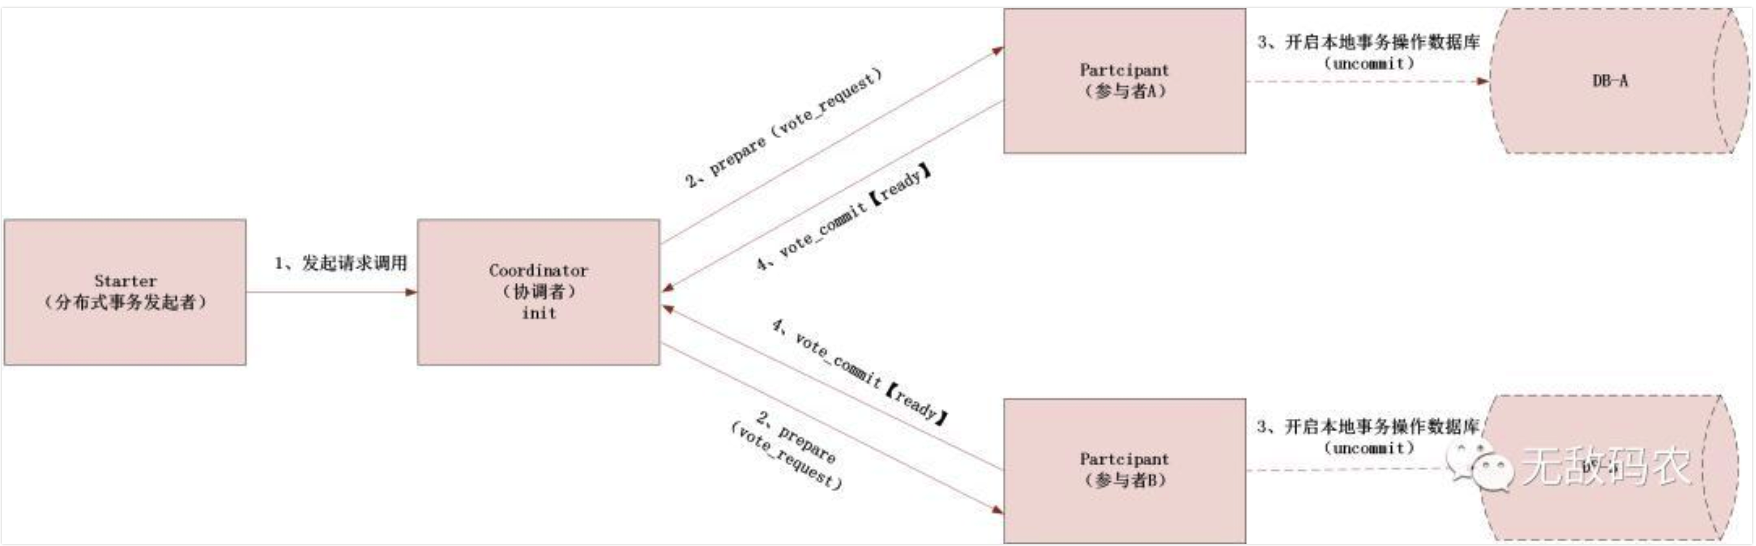 Starter
（分布式事务发起者）
1、发起请求调用
Coordinator
（协调者）
init
2、prepare（vote_request）
4、vote_commit【ready】
Partcipant
（参与者A）
3、开启本地事务操作数据库
（uncommit）
DB-A
4、vote_commit【ready】
2、prepare
（vote_request）
Partcipant
（参与者B）
3、开启本地事务操作数据库
（uncommit）
无敌码农